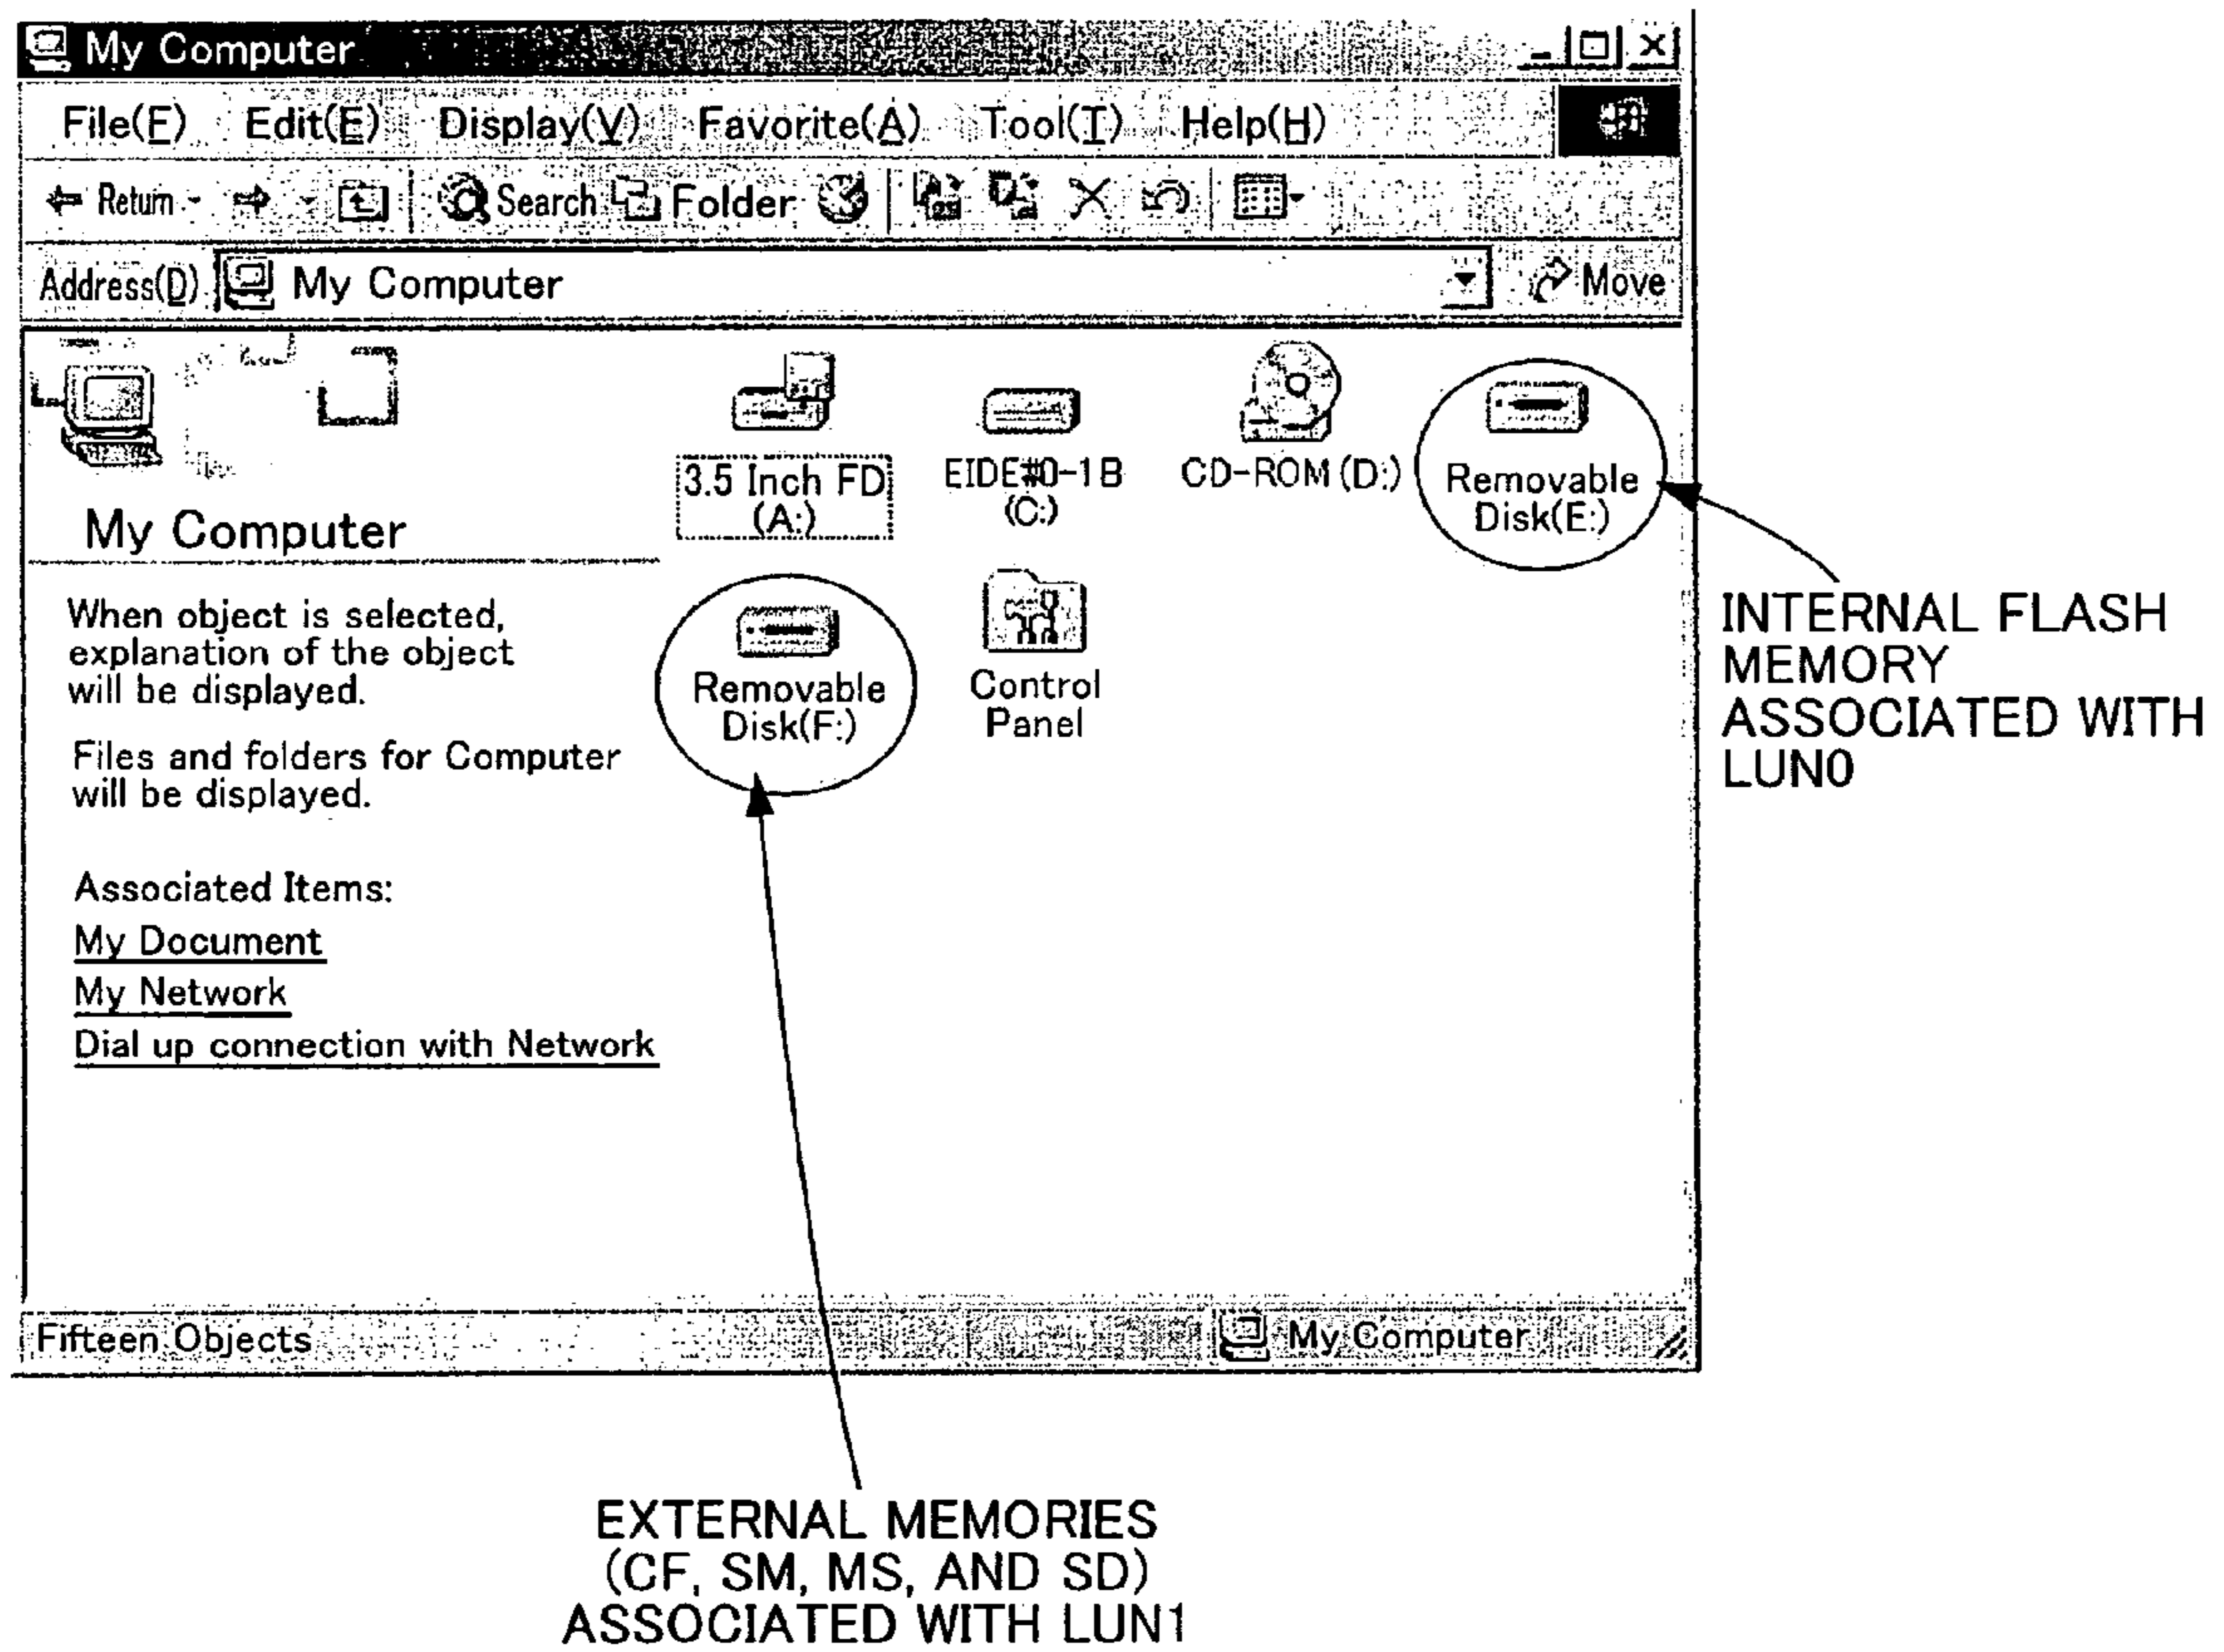 My Computer
File(F) Edit(E) Display(V) Favorite(A) Tool(T) Help(H)
Return Search Folder
Address(D) My Computer Move
3.5 Inch FD
(A:)
EIDE#0-1B
(C:)
CD-ROM(D:)
Removable
Disk(E:)
My Computer
When object is selected,
explanation of the object
will be displayed.
Files and folders for Computer
will be displayed.
Removable
Disk(F:)
Control
Panel
INTERNAL FLASH
MEMORY
ASSOCIATED WITH
LUN0
Associated Items:
My Document
My Network
Dial up connection with Network
Fifteen Objects My Computer
EXTERNAL MEMORIES
(CF, SM, MS, AND SD)
ASSOCIATED WITH LUN1